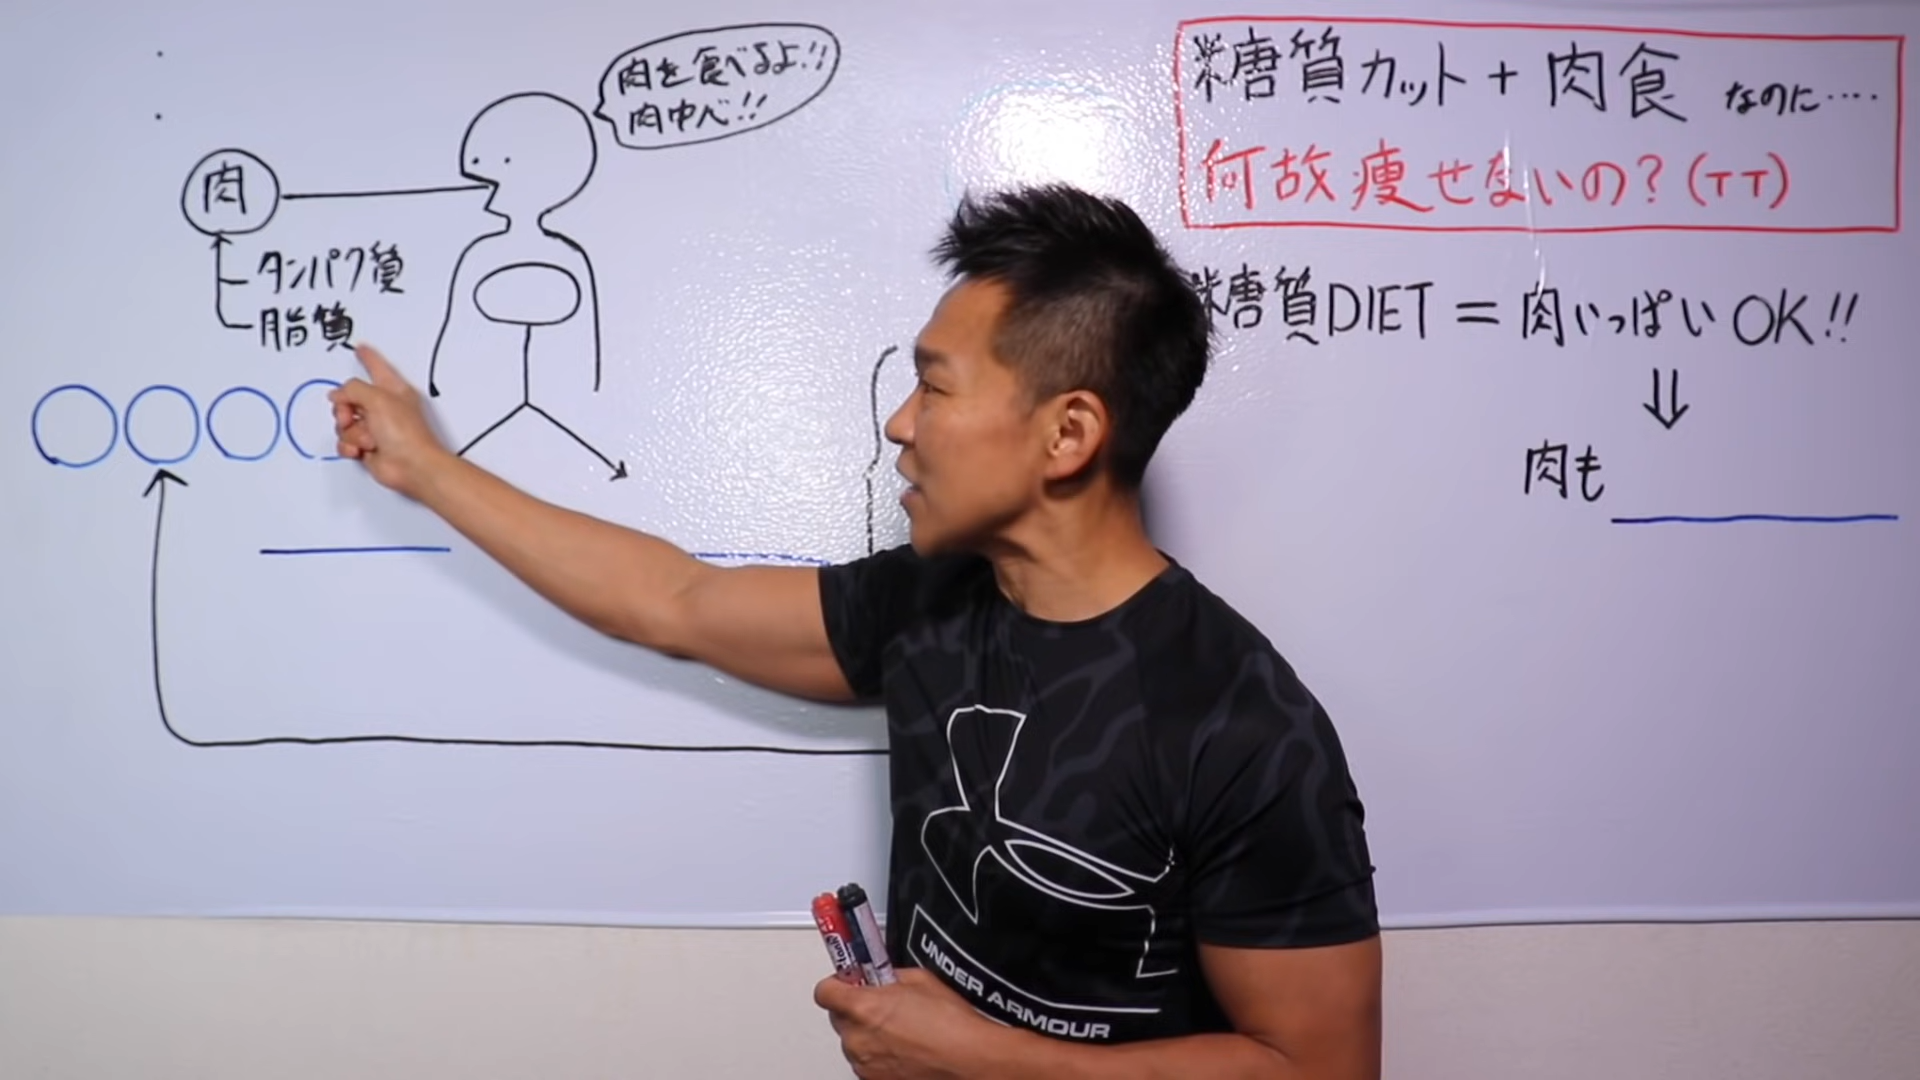 肉を食べるよ!!
肉中心!!
肉
タンパク質
脂質
糖質カット + 肉食 なのに‥‥
何故痩せないの?(TT)
糖質DIET = 肉いっぱいOK!!
⇓
肉も
UNDER ARMOUR